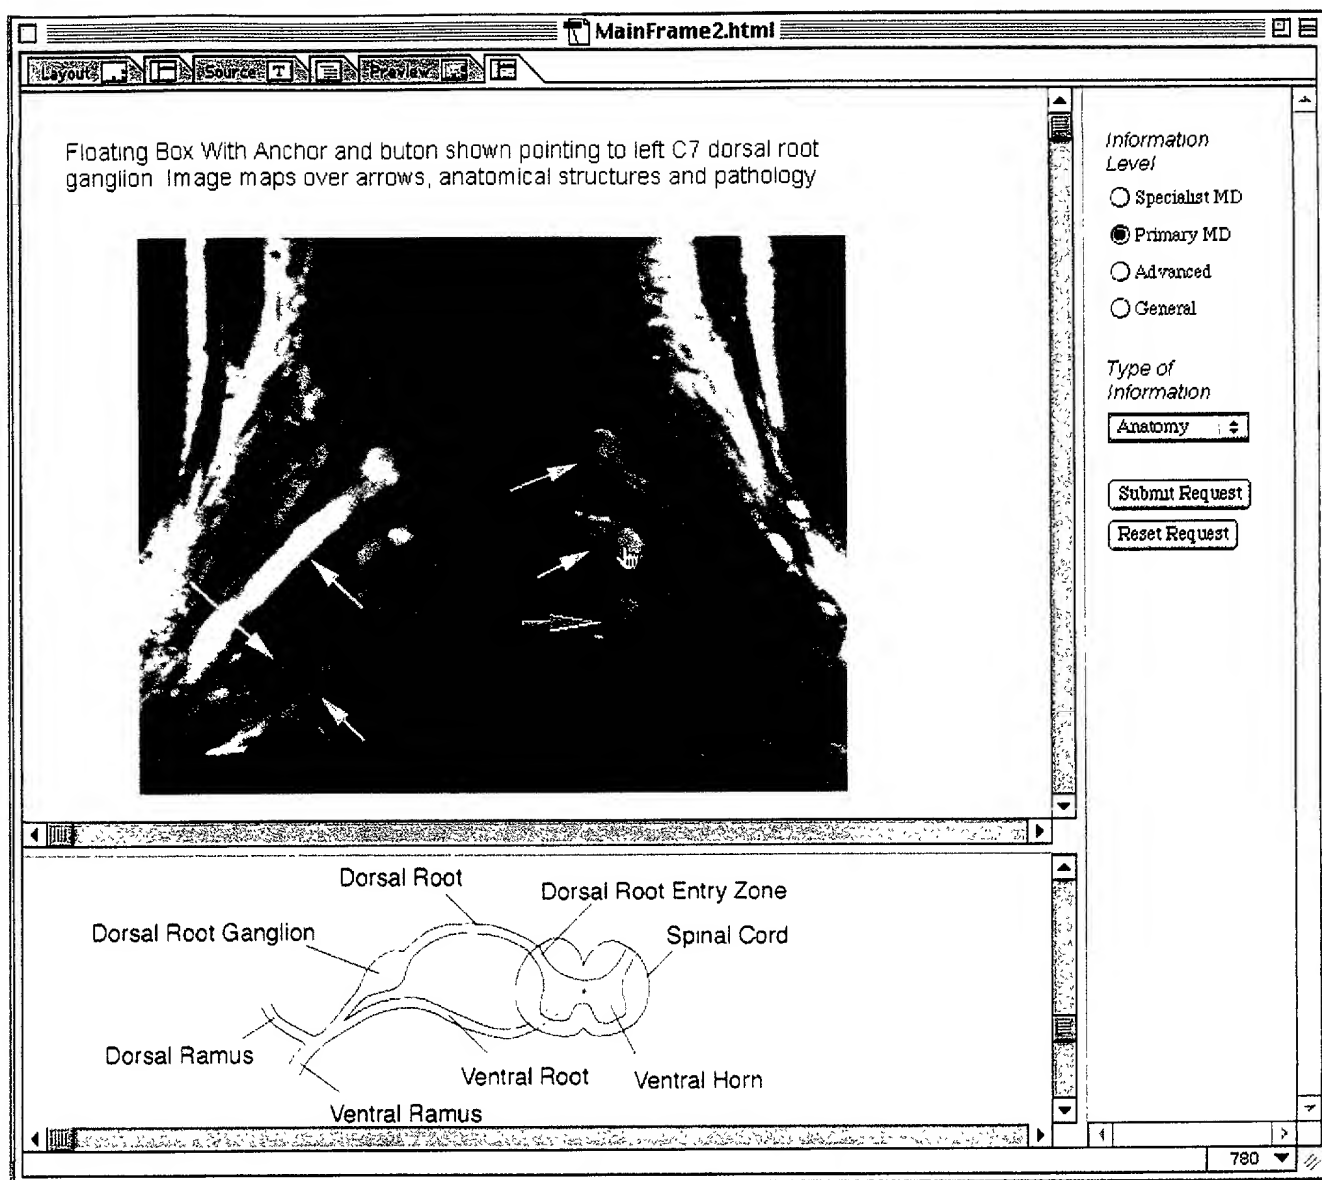 MainFrame2.html
Layout
Source T
Preview
Floating Box With Anchor and buton shown pointing to left C7 dorsal root
ganglion Image maps over arrows, anatomical structures and pathology
Information
Level
Specialist MD
Primary MD
Advanced
General
Type of
Information
Anatomy
Submit Request
Reset Request
Dorsal Root
Dorsal Root Entry Zone
Dorsal Root Ganglion
Spinal Cord
Dorsal Ramus
Ventral Root
Ventral Horn
Ventral Ramus
780